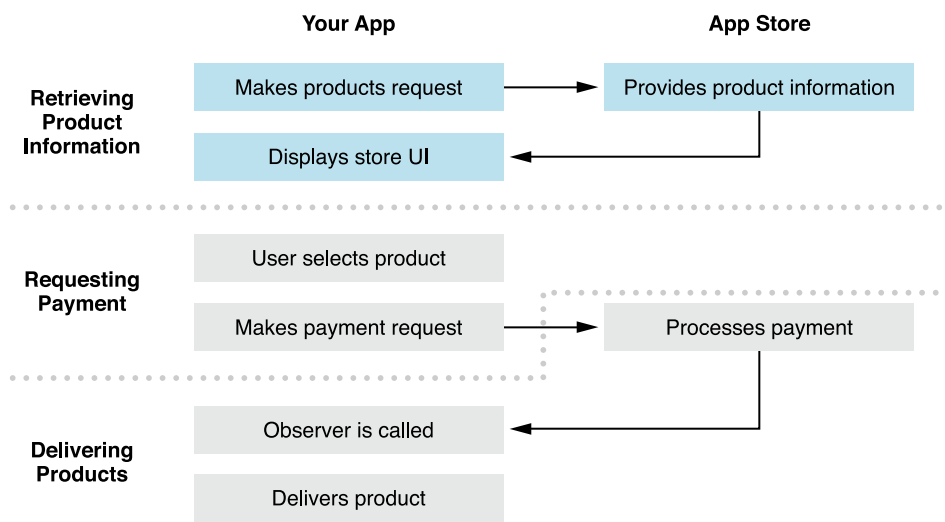 Your App
App Store
Retrieving
Product
Information
Makes products request
Provides product information
Displays store UI
Requesting
Payment
User selects product
Makes payment request
Processes payment
Delivering
Products
Observer is called
Delivers product